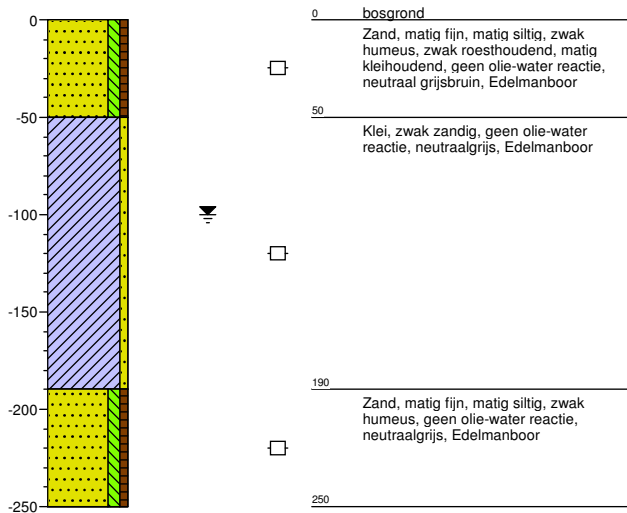 0
-50
-100
-150
-200
-250
0 bosgrond
Zand, matig fijn, matig siltig, zwak
humeus, zwak roesthoudend, matig
kleihoudend, geen olie-water reactie,
neutraal grijsbruin, Edelmanboor
50
Klei, zwak zandig, geen olie-water
reactie, neutraalgrijs, Edelmanboor
190
Zand, matig fijn, matig siltig, zwak
humeus, geen olie-water reactie,
neutraalgrijs, Edelmanboor
250